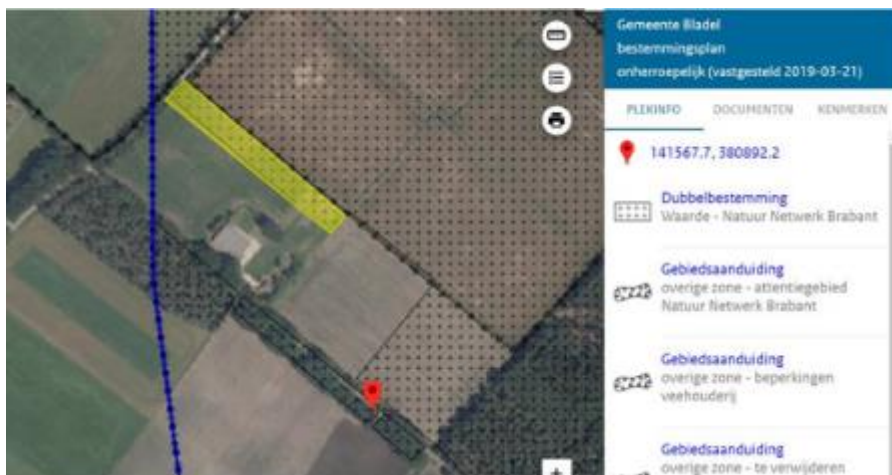 Gemeente Bladel
bestemmingsplan
onherroepelijk (vastgesteld 2019-03-21)
PLEKINFO DOCUMENTEN KENMERKEN
141567.7, 380892.2
Dubbelbestemming
Waarde - Natuur Netwerk Brabant
Gebiedsaanduiding
overige zone - attentiegebied
Natuur Netwerk Brabant
Gebiedsaanduiding
overige zone - beperkingen
veehouderij
Gebiedsaanduiding
overige zone - te verwijderen